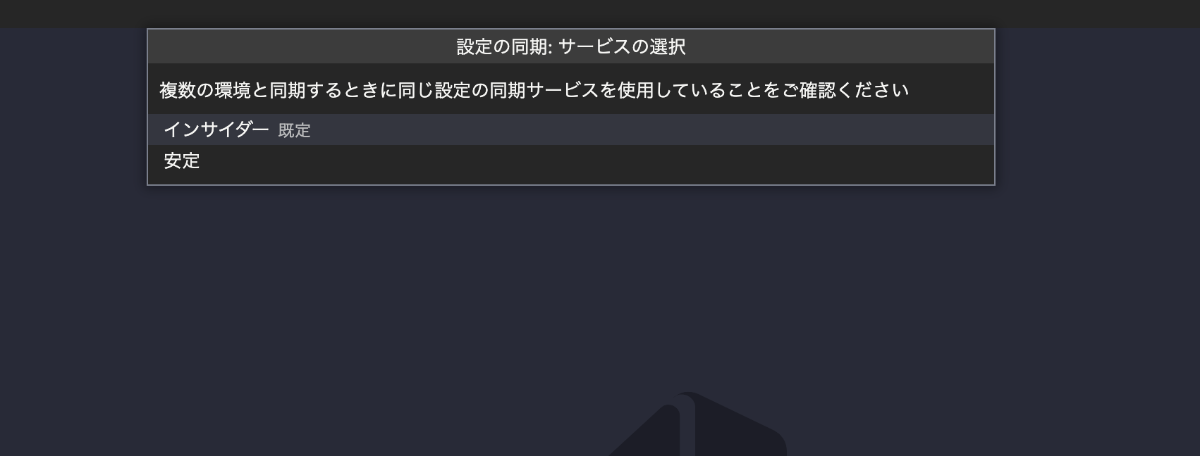 設定の同期: サービスの選択
複数の環境と同期するときに同じ設定の同期サービスを使用していることをご確認ください
インサイダー 既定
安定